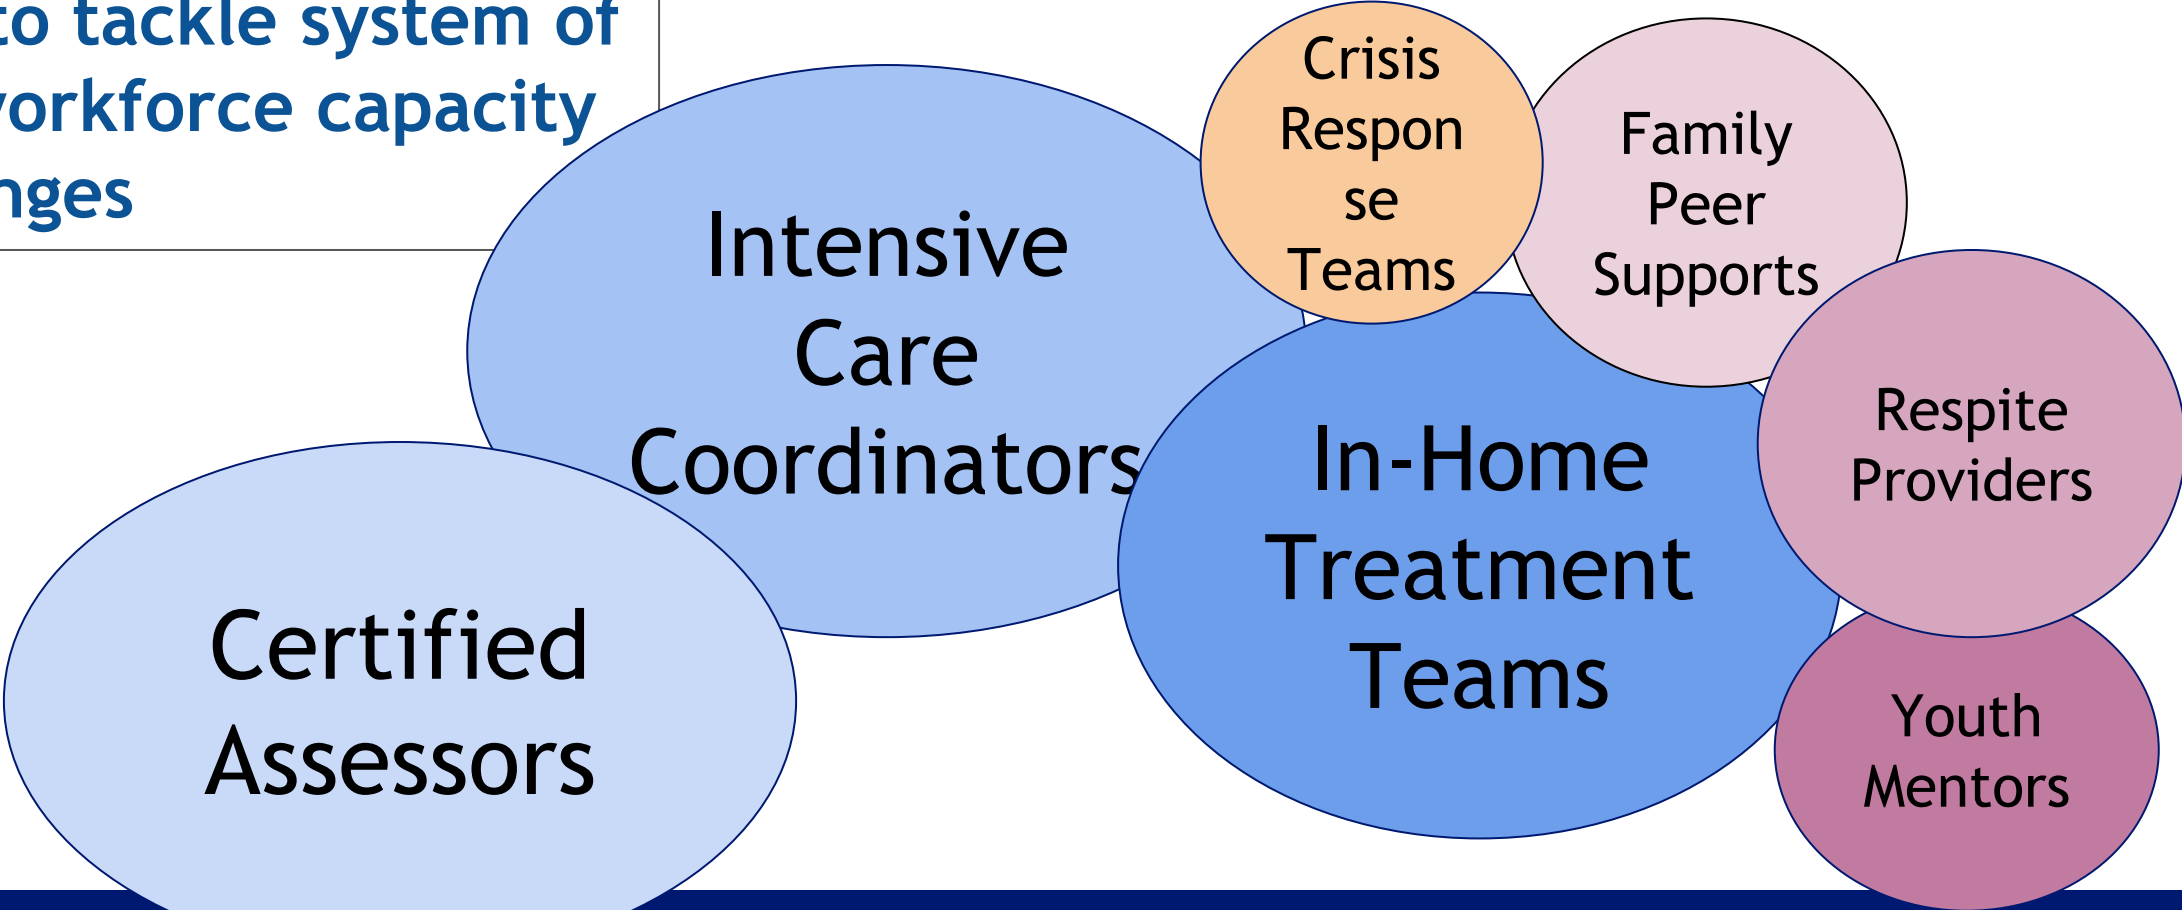 to tackle system of
workforce capacity
nges
Crisis
Respon
se
Teams
Family
Peer
Supports
Intensive
Care
Coordinators
Respite
Providers
In-Home
Treatment
Teams
Certified
Assessors
Youth
Mentors